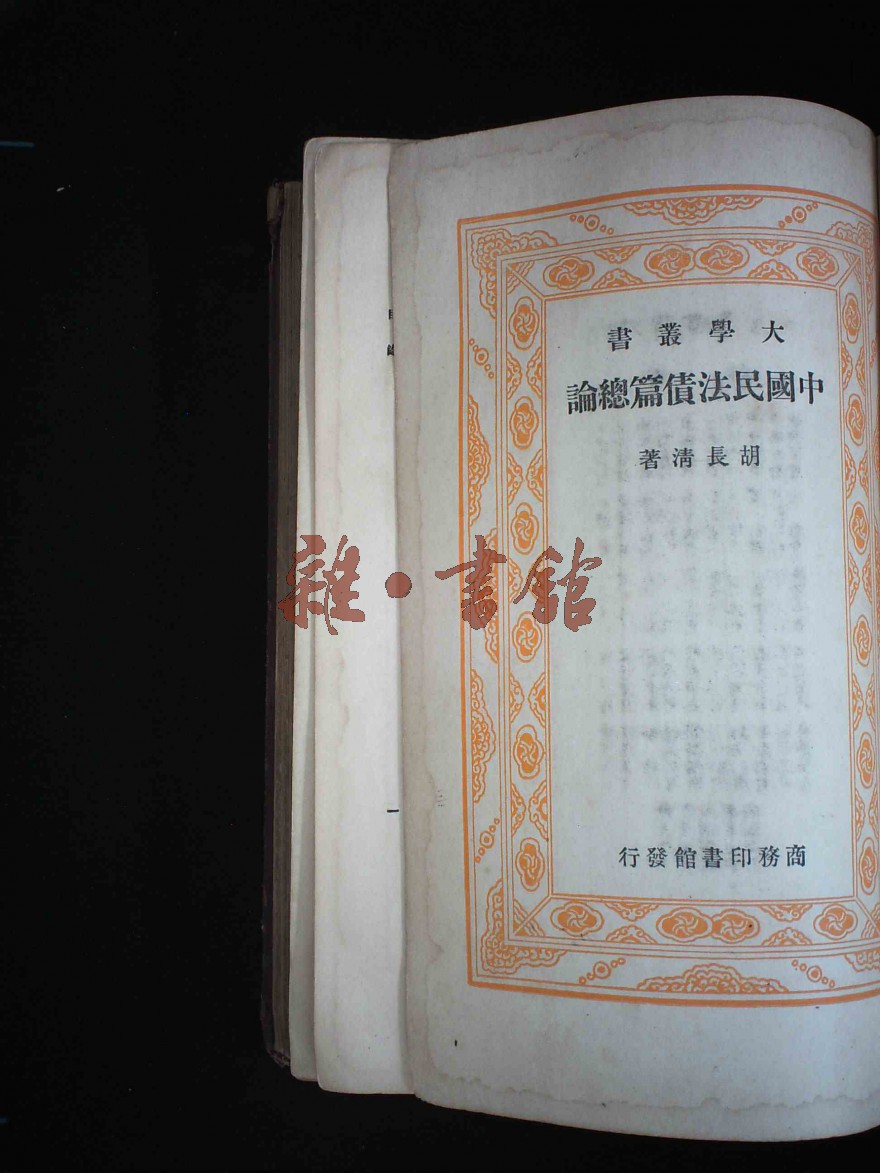 大學叢書
中國民法債篇總論
胡長清著
商務印書館發行
雜·書館
一